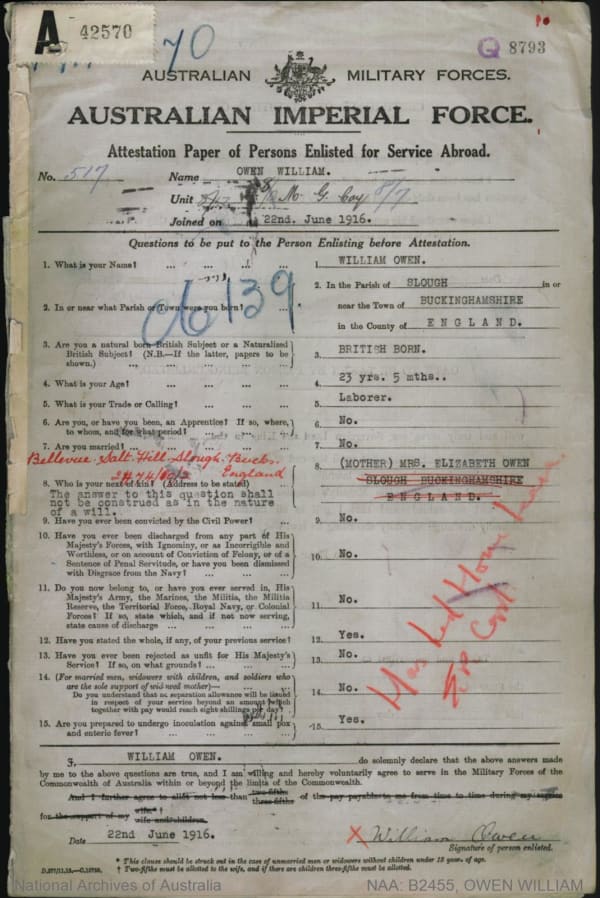 A 42570
70
Q 8793
AUSTRALIAN MILITARY FORCES.
AUSTRALIAN IMPERIAL FORCE.
Attestation Paper of Persons Enlisted for Service Abroad.
No. 517 Name OWEN WILLIAM.
Unit M. G. Coy 8/7
Joined on 22nd. June 1916.
Questions to be put to the Person Enlisting before Attestation.
1. What is your Name? ... ... ... 1. WILLIAM OWEN.
2. In or near what Parish or Town were you born? ... 2. In the Parish of SLOUGH in or
near the Town of BUCKINGHAMSHIRE
in the County of ENGLAND.
06139
3. Are you a natural born British Subject or a Naturalized
British Subject? (N.B.—If the latter, papers to be
shown.) ... ... ... 3. BRITISH BORN.
4. What is your Age? ... ... ... 4. 23 yrs. 5 mths..
5. What is your Trade or Calling? ... ... ... 5. Laborer.
6. Are you, or have you been, an Apprentice? If so, where,
to whom, and for what period? ... ... 6. No.
7. Are you married? ... ... 7. No.
Bellevue Salt Hill Slough Bucks.
England
8. Who is your next of kin? (Address to be stated) 8. (MOTHER) MRS. ELIZABETH OWEN
SLOUGH BUCKINGHAMSHIRE
ENGLAND.
The answer to this question shall
not be construed as in the nature
of a will.
9. Have you ever been convicted by the Civil Power? ... 9. No.
10. Have you ever been discharged from any part of His
Majesty's Forces, with Ignominy, or as Incorrigible and
Worthless, or on account of Conviction of Felony, or of a
Sentence of Penal Servitude, or have you been dismissed
with Disgrace from the Navy? ... ... ... 10. No.
11. Do you now belong to, or have you ever served in, His
Majesty's Army, the Marines, the Militia, the Militia
Reserve, the Territorial Force, Royal Navy, or Colonial
Forces? If so, state which, and if not now serving,
state cause of discharge ... ... ... 11. No.
12. Have you stated the whole, if any, of your previous service? 12. Yes.
13. Have you ever been rejected as unfit for His Majesty's
Service? If so, on what grounds? ... ... 13. No.
14. (For married men, widowers with children, and soldiers who
are the sole support of widowed mother)—
Do you understand that no separation allowance will be issued
in respect of your service beyond an amount which
together with pay would reach eight shillings per day? 14. No.
15. Are you prepared to undergo inoculation against small pox
and enteric fever? ... ... ... 15. Yes.
Has had Home
Corp
I, WILLIAM OWEN. do solemnly declare that the above answers made
by me to the above questions are true, and I am willing and hereby voluntarily agree to serve in the Military Forces of the
Commonwealth of Australia within or beyond the limits of the Commonwealth.
And I further agree to allot not less than two-fifths three-fifths of the pay payable to me from time to time during my service
for the support of my wife wife and children.
Date 22nd June 1916. X William Owen
Signature of person enlisted.
* This clause should be struck out in the case of unmarried men or widowers without children under 18 years of age.
† Two-fifths must be allotted to the wife, and if there are children three-fifths must be allotted.
National Archives of Australia NAA: B2455, OWEN WILLIAM